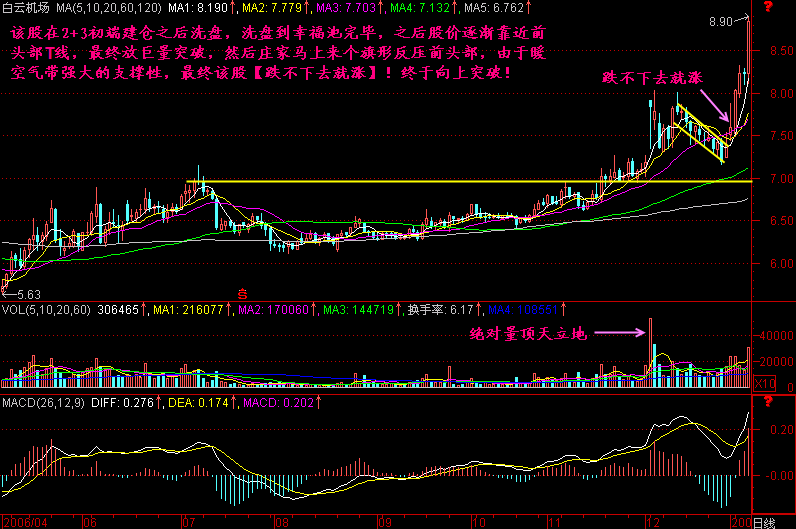 白云机场 MA(5,10,20,60,120) MA1: 8.190↑, MA2: 7.779↑, MA3: 7.703↑, MA4: 7.132↑, MA5: 6.762↑
8.90
?
该股在2+3初端建仓之后洗盘，洗盘到幸福池完毕，之后股价逐渐靠近前
头部T线，最终放巨量突破，然后庄家马上来个旗形反压前头部，由于暖
空气带强大的支撑性，最终该股【跌不下去就涨】！终于向上突破！
8.50
跌不下去就涨
8.00
7.50
7.00
6.50
6.00
5.63
VOL(5,10,20,60) 306465↑, MA1: 216077↑, MA2: 170060↑, MA3: 144719↑, 换手率: 6.17↑, MA4: 108551↑
绝对量顶天立地
40000
20000
X10
0
MACD(26,12,9) DIFF: 0.276↑, DEA: 0.174↑, MACD: 0.202↑
?
0.20
-0.00
2006/04 06 07 08 09 10 11 12 200 日线